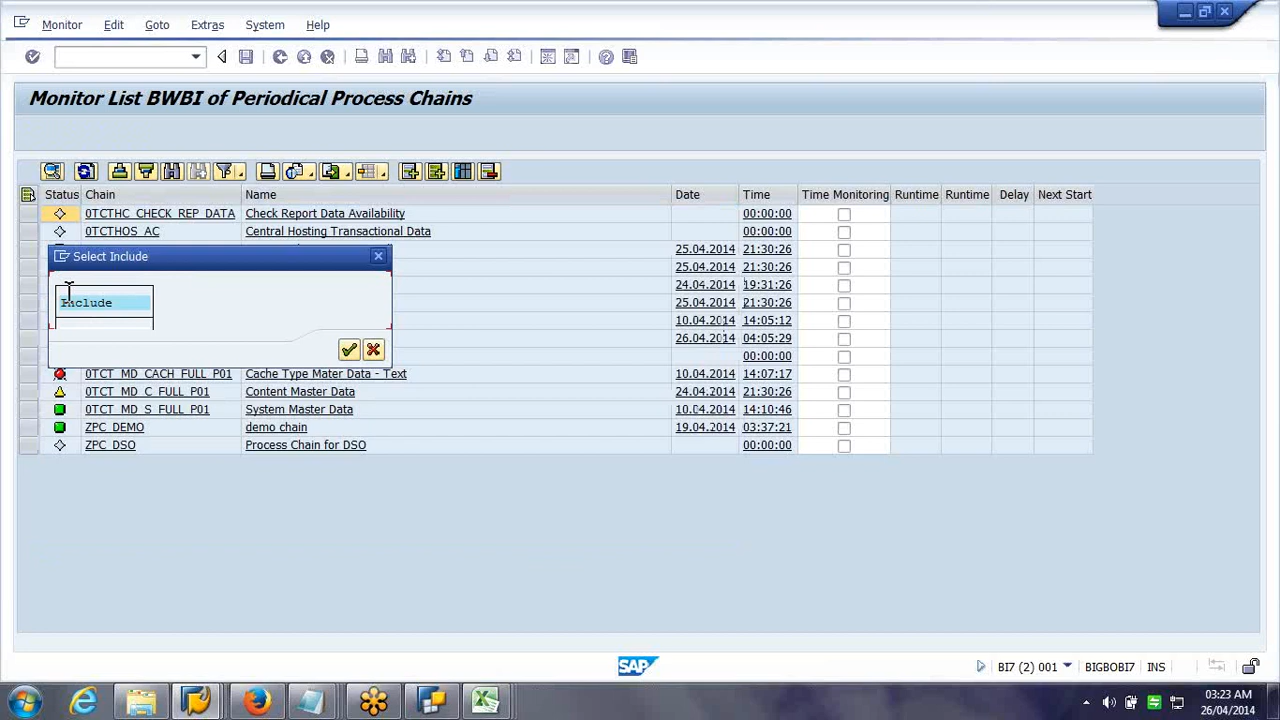 Monitor Edit Goto Extras System Help
Monitor List BWBI of Periodical Process Chains
Status Chain Name Date Time Time Monitoring Runtime Runtime Delay Next Start
0TCTHC_CHECK_REP_DATA Check Report Data Availability 00:00:00
0TCTHOS_AC Central Hosting Transactional Data 00:00:00
Select Include
25.04.2014 21:30:26
25.04.2014 21:30:26
24.04.2014 19:31:26
Include
25.04.2014 21:30:26
10.04.2014 14:05:12
26.04.2014 04:05:29
00:00:00
0TCT_MD_CACH_FULL_P01 Cache Type Mater Data - Text 10.04.2014 14:07:17
0TCT_MD_C_FULL_P01 Content Master Data 24.04.2014 21:30:26
0TCT_MD_S_FULL_P01 System Master Data 10.04.2014 14:10:46
ZPC_DEMO demo chain 19.04.2014 03:37:21
ZPC_DSO Process Chain for DSO 00:00:00
SAP BI7 (2) 001 BIGBOBI7 INS
03:23 AM
26/04/2014